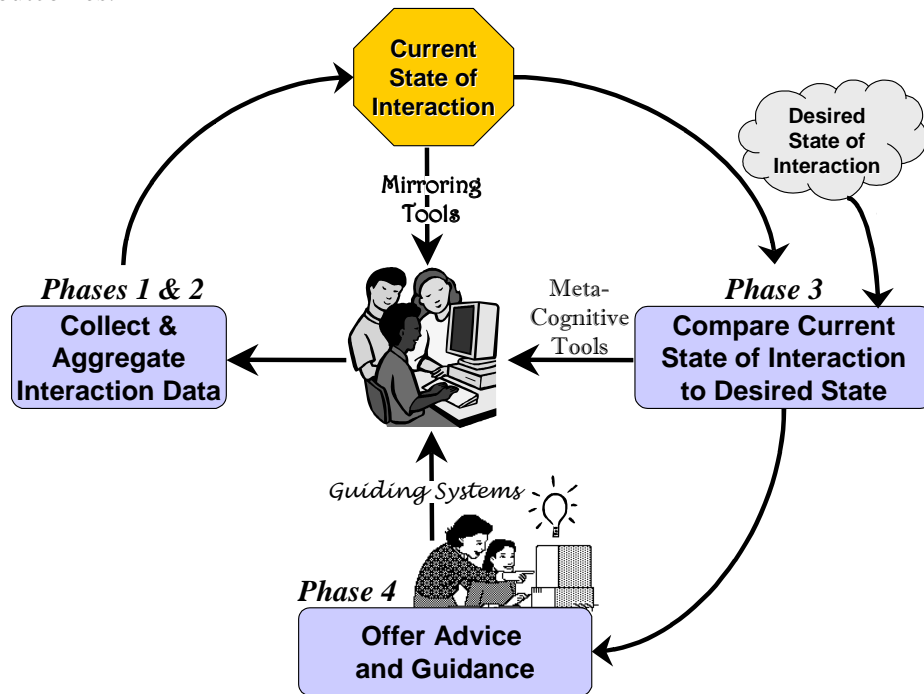 Current
State of
Interaction
Desired
State of
Interaction
Mirroring
Tools
Phases 1 & 2
Collect &
Aggregate
Interaction Data
Meta-
Cognitive
Tools
Phase 3
Compare Current
State of Interaction
to Desired State
Guiding Systems
Phase 4
Offer Advice
and Guidance